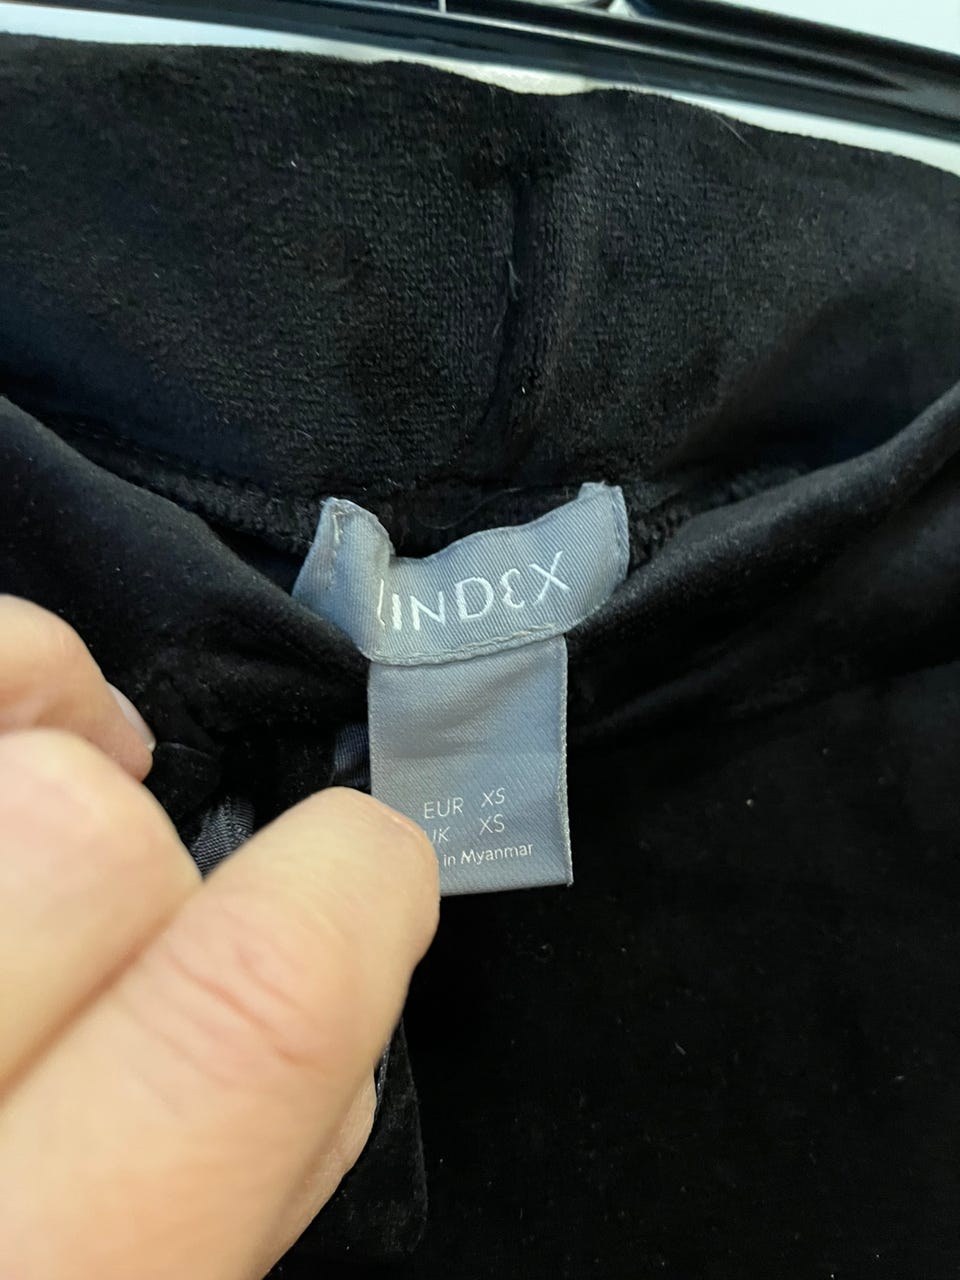 LINDEX
EUR XS
UK XS
in Myanmar